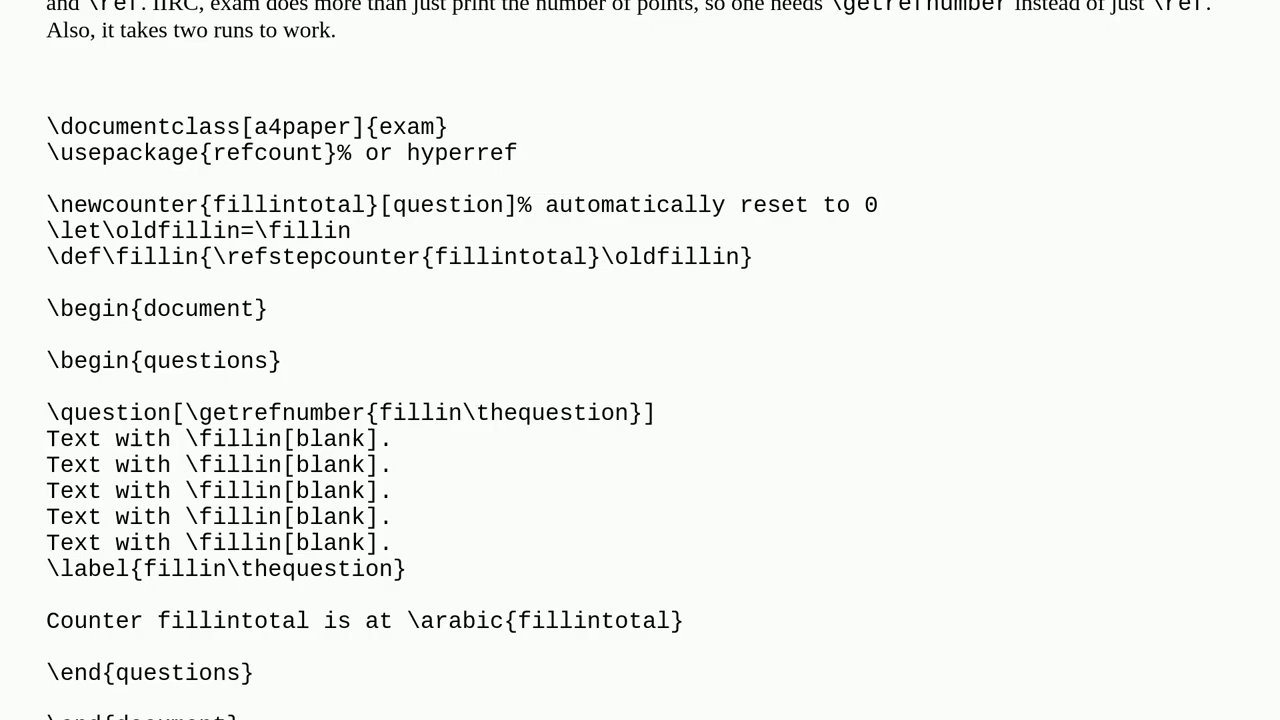 and \ref. IIRC, exam does more than just print the number of points, so one needs \getrefnumber instead of just \ref.
Also, it takes two runs to work.
\documentclass[a4paper]{exam}
\usepackage{refcount}% or hyperref
\newcounter{fillintotal}[question]% automatically reset to 0
\let\oldfillin=\fillin
\def\fillin{\refstepcounter{fillintotal}\oldfillin}
\begin{document}
\begin{questions}
\question[\getrefnumber{fillin\thequestion}]
Text with \fillin[blank].
Text with \fillin[blank].
Text with \fillin[blank].
Text with \fillin[blank].
Text with \fillin[blank].
\label{fillin\thequestion}
Counter fillintotal is at \arabic{fillintotal}
\end{questions}
\end{document}